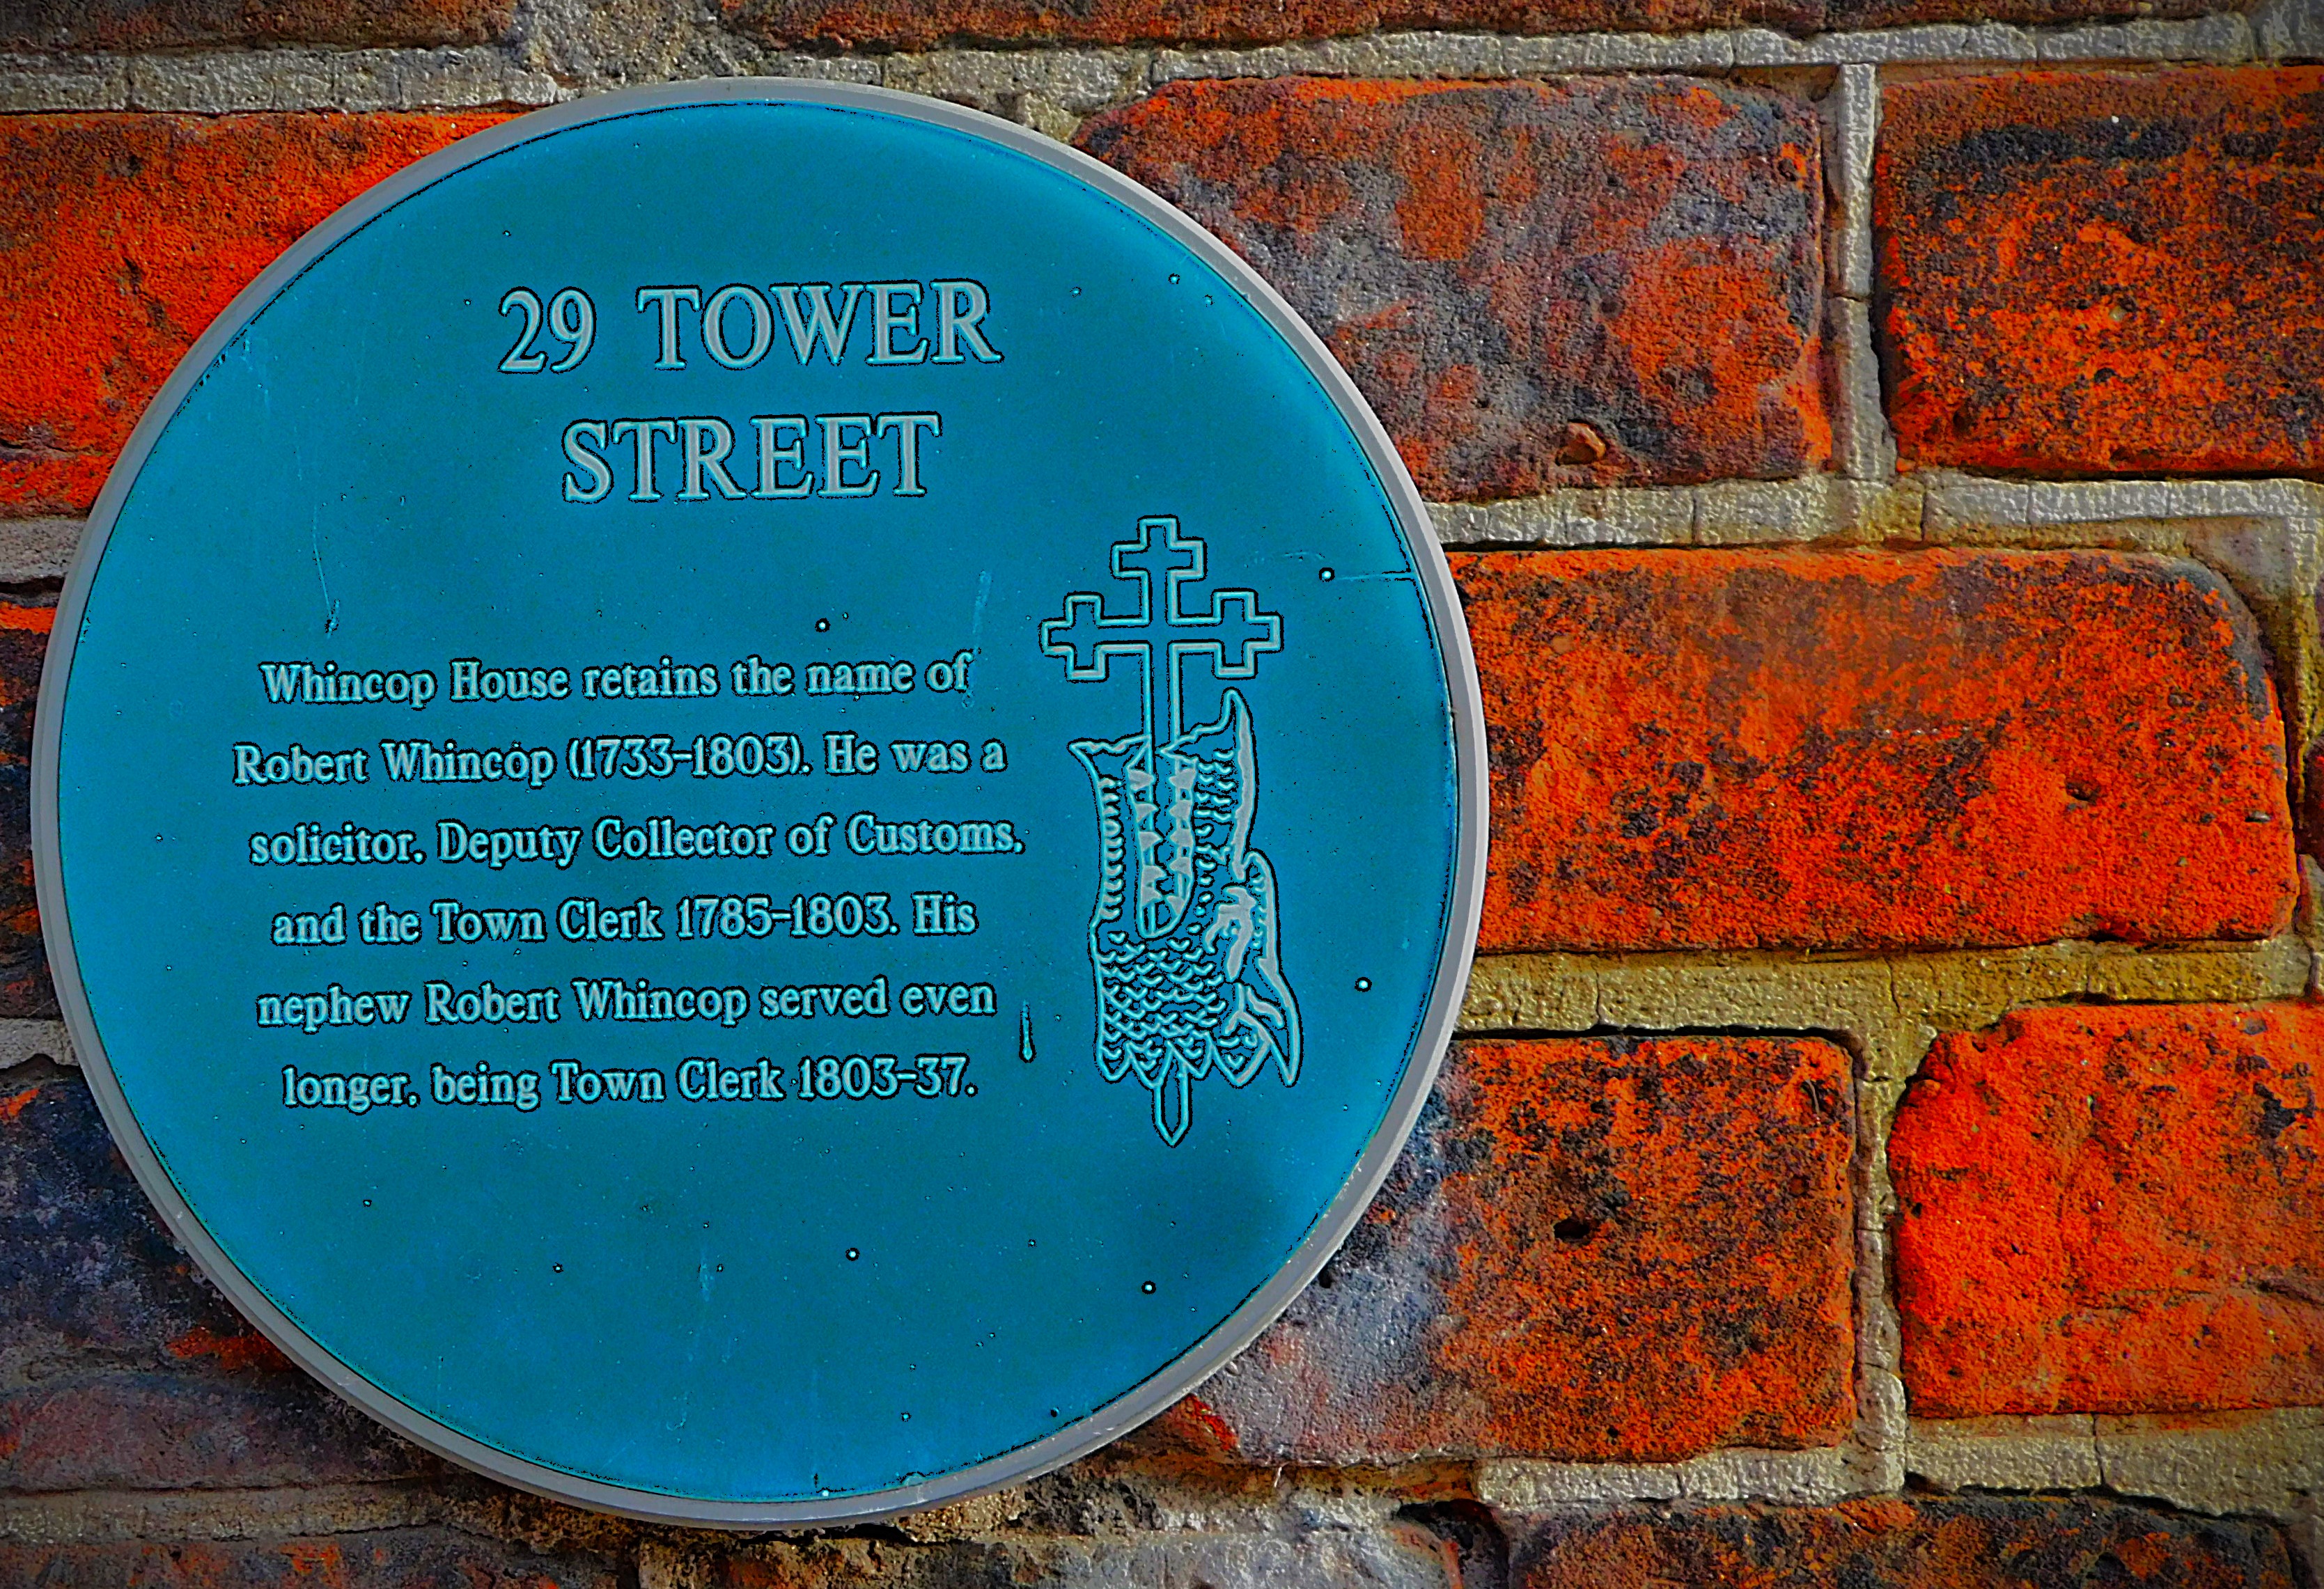 29 TOWER
STREET
Whincop House retains the name of
Robert Whincop (1733-1803). He was a
solicitor, Deputy Collector of Customs,
and the Town Clerk 1785-1803. His
nephew Robert Whincop served even
longer, being Town Clerk 1803-37.